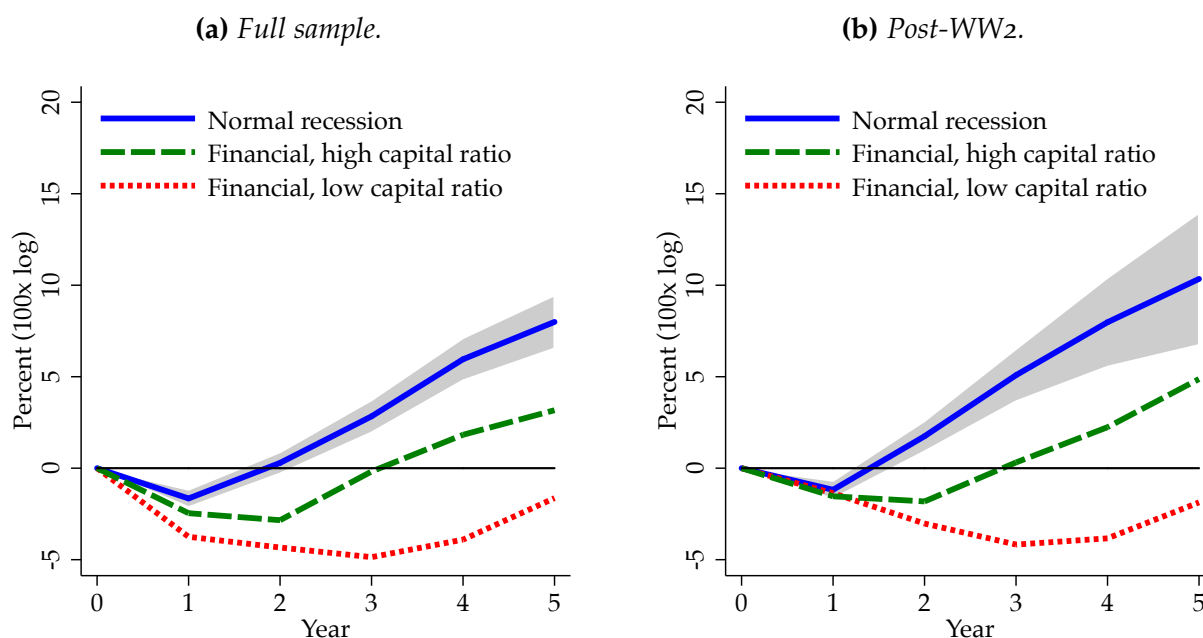 (a) Full sample.
Percent (100x log)
20
15
10
5
0
-5
Normal recession
Financial, high capital ratio
Financial, low capital ratio
0 1 2 3 4 5
Year
(b) Post-WW2.
Percent (100x log)
20
15
10
5
0
-5
Normal recession
Financial, high capital ratio
Financial, low capital ratio
0 1 2 3 4 5
Year